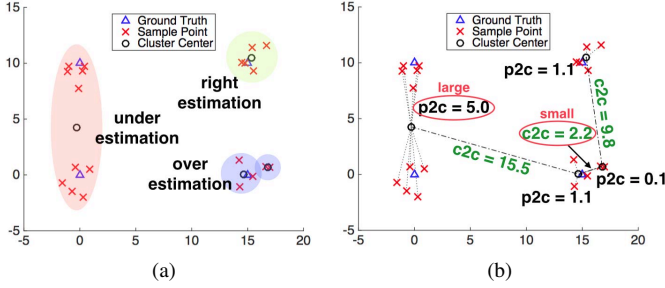 15
10
5
0
-5
-5
0
5
10
15
20
Ground Truth
Sample Point
Cluster Center
under
estimation
right
estimation
over
estimation
(a)
15
10
5
0
-5
-5
0
5
10
15
20
Ground Truth
Sample Point
Cluster Center
large
p2c = 5.0
p2c = 1.1
small
c2c = 2.2
c2c = 9.8
c2c = 15.5
p2c = 0.1
p2c = 1.1
(b)